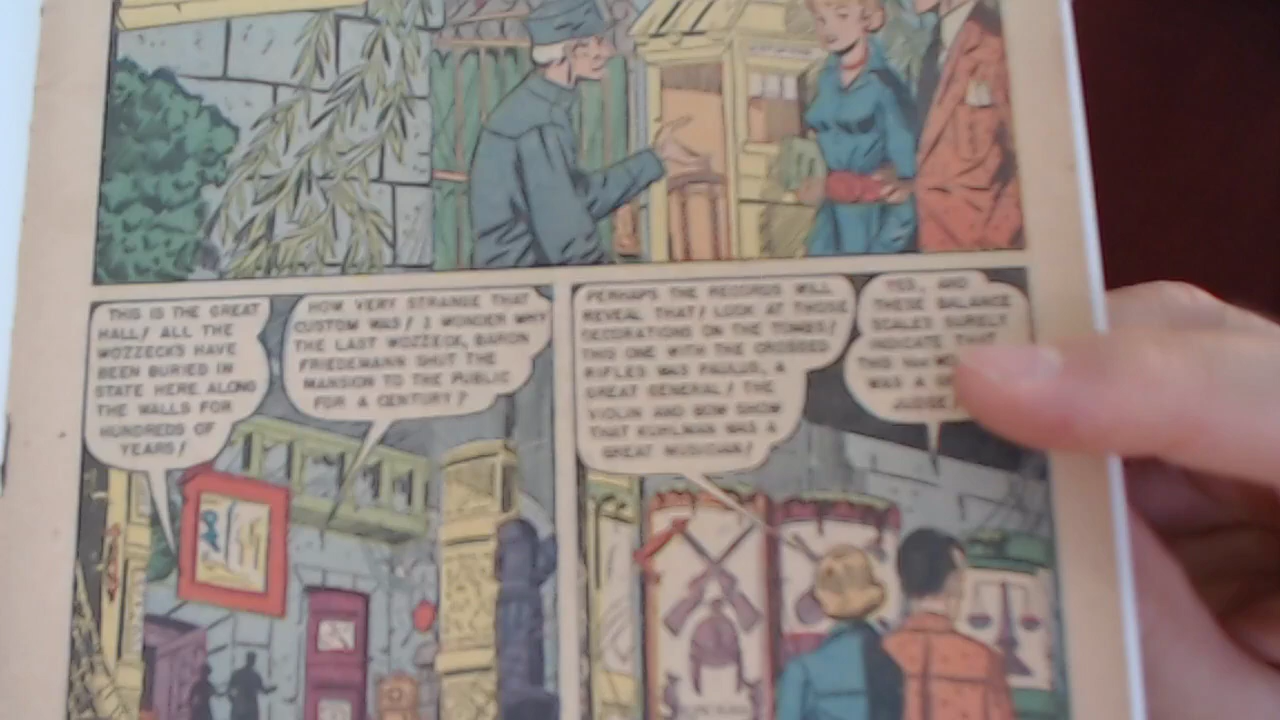 THIS IS THE GREAT
HALL! ALL THE
WOZZECKS HAVE
BEEN BURIED IN
STATE HERE ALONG
THE WALLS FOR
HUNDREDS OF
YEARS!
HOW VERY STRANGE THAT
CUSTOM WAS! I WONDER WHY
THE LAST WOZZECK, BARON
FRIEDEMANN SHUT THE
MANSION TO THE PUBLIC
FOR A CENTURY?
PERHAPS THE RECORDS WILL
REVEAL THAT! LOOK AT THOSE
DECORATIONS ON THE TOMBS!
THIS ONE WITH THE CROSSED
RIFLES WAS PAULUS, A
GREAT GENERAL! THE
VIOLIN AND BOW SHOW
THAT KUHLMAN WAS A
GREAT MUSICIAN!
YES, AND
THESE BALANCE
SCALES SURELY
INDICATE THAT
THIS
WAS A
JUDGE